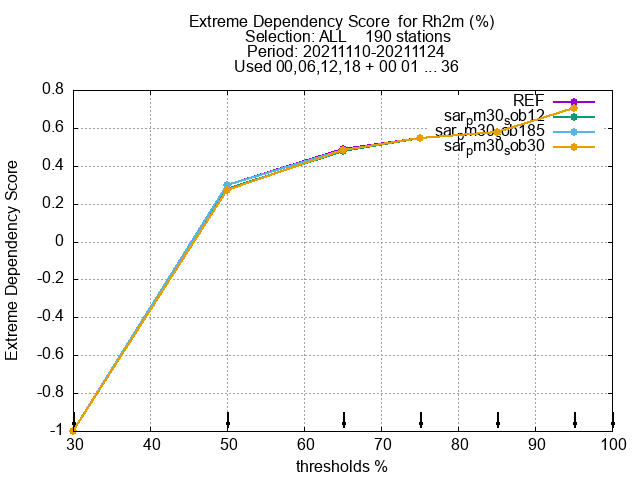 Extreme Dependency Score for Rh2m (%)
Selection: ALL 190 stations
Period: 20211110-20211124
Used 00,06,12,18 + 00 01 ... 36
REF
sar_pm30_sob12
sar_pm30_sob185
sar_pm30_sob30
Extreme Dependency Score
0.8
0.6
0.4
0.2
0
-0.2
-0.4
-0.6
-0.8
-1
30 40 50 60 70 80 90 100
thresholds %